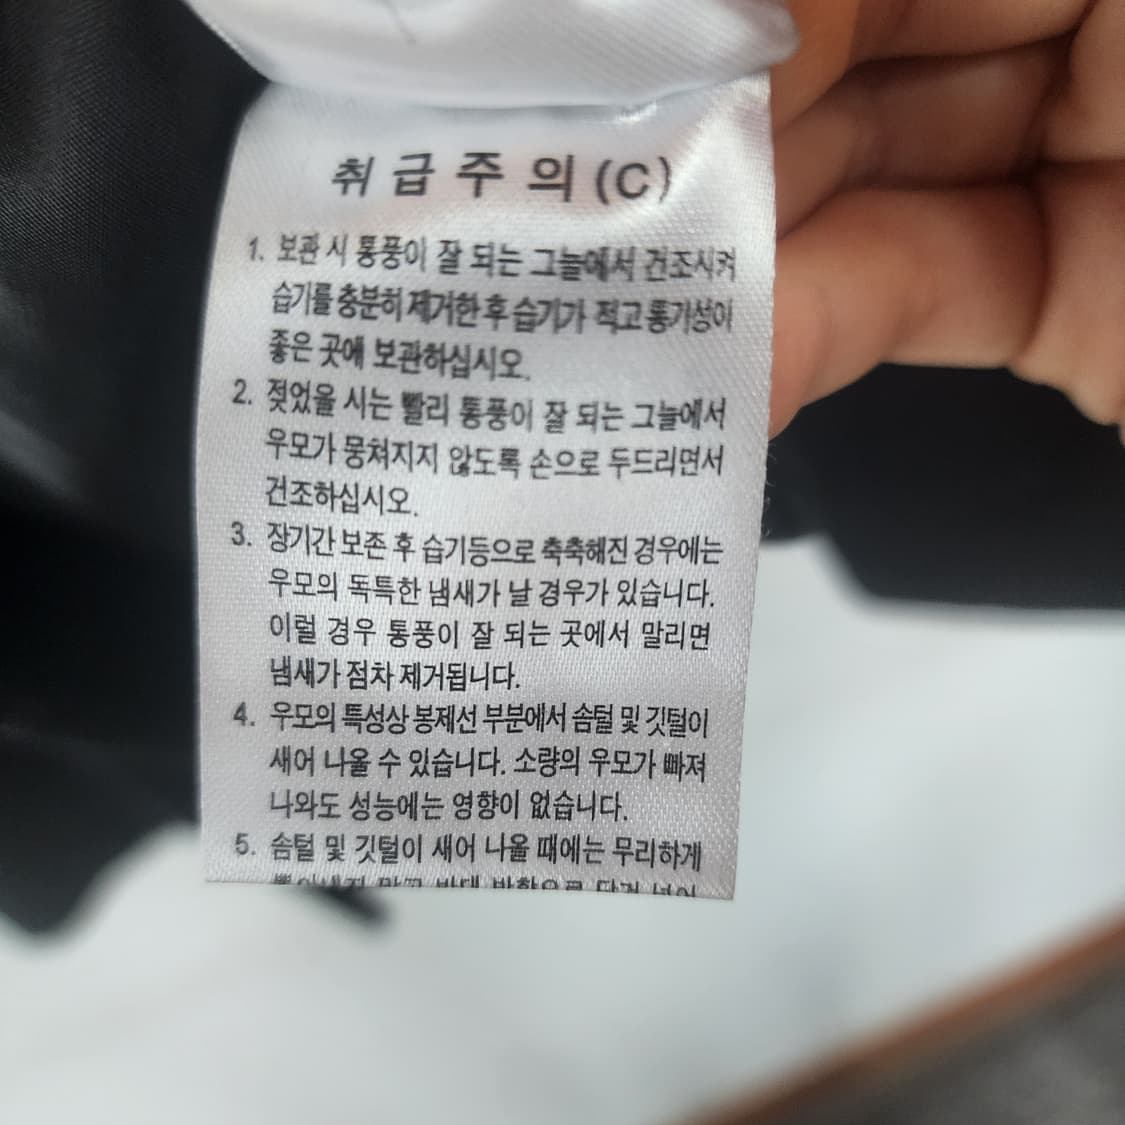 취급주의(C)
1. 보관 시 통풍이 잘 되는 그늘에서 건조시켜
습기를 충분히 제거한 후 습기가 적고 통기성이
좋은 곳에 보관하십시오.
2. 젖었을 시는 빨리 통풍이 잘 되는 그늘에서
우모가 뭉쳐지지 않도록 손으로 두드리면서
건조하십시오.
3. 장기간 보존 후 습기등으로 축축해진 경우에는
우모의 독특한 냄새가 날 경우가 있습니다.
이럴 경우 통풍이 잘 되는 곳에서 말리면
냄새가 점차 제거됩니다.
4. 우모의 특성상 봉제선 부분에서 솜털 및 깃털이
새어 나올 수 있습니다. 소량의 우모가 빠져
나와도 성능에는 영향이 없습니다.
5. 솜털 및 깃털이 새어 나올 때에는 무리하게